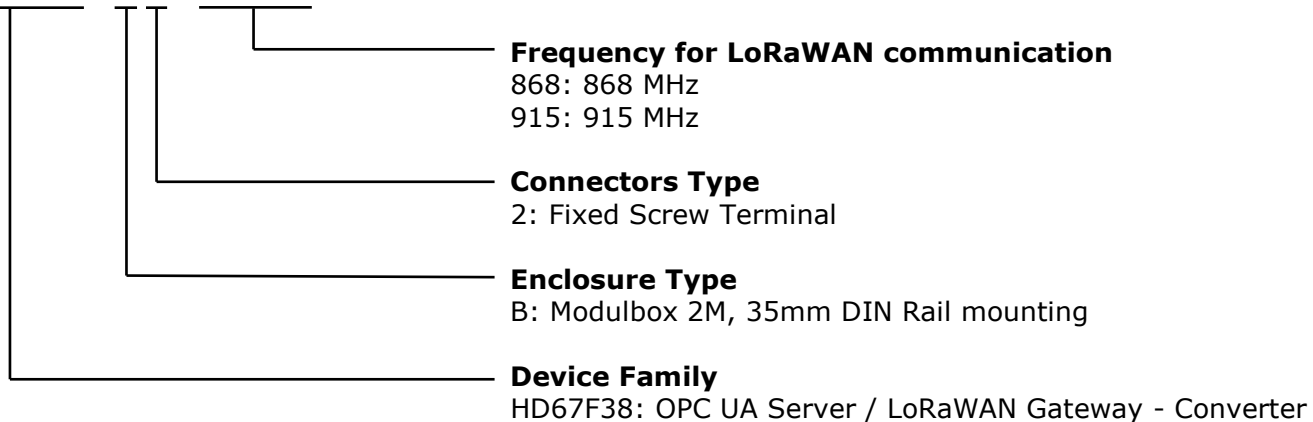 Frequency for LoRaWAN communication
868: 868 MHz
915: 915 MHz
Connectors Type
2: Fixed Screw Terminal
Enclosure Type
B: Modulbox 2M, 35mm DIN Rail mounting
Device Family
HD67F38: OPC UA Server / LoRaWAN Gateway - Converter